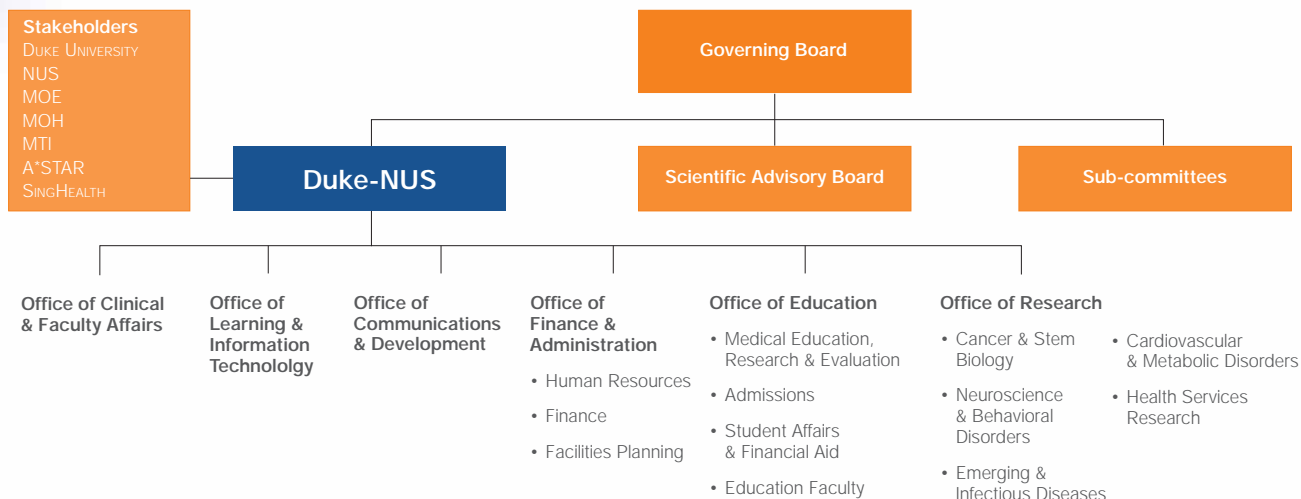 Stakeholders
Duke University
NUS
MOE
MOH
MTI
A*STAR
SingHealth
Governing Board
Duke-NUS
Scientific Advisory Board
Sub-committees
Office of Clinical
& Faculty Affairs
Office of
Learning &
Information
Technololgy
Office of
Communications
& Development
Office of
Finance &
Administration
• Human Resources
• Finance
• Facilities Planning
Office of Education
• Medical Education,
Research & Evaluation
• Admissions
• Student Affairs
& Financial Aid
• Education Faculty
Office of Research
• Cancer & Stem
Biology
• Neuroscience
& Behavioral
Disorders
• Emerging &
Infectious Diseases
• Cardiovascular
& Metabolic Disorders
• Health Services
Research